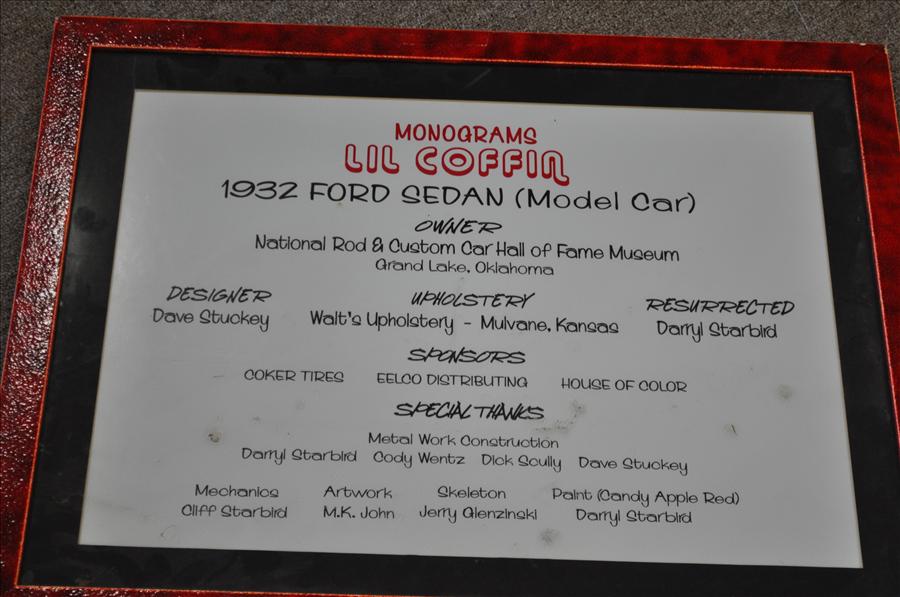 MONOGRAMS
LIL COFFIN
1932 FORD SEDAN (Model Car)
OWNER
National Rod & Custom Car Hall of Fame Museum
Grand Lake, Oklahoma
DESIGNER UPHOLSTERY RESURRECTED
Dave Stuckey Walt's Upholstery - Mulvane, Kansas Darryl Starbird
SPONSORS
COKER TIRES EELCO DISTRIBUTING HOUSE OF COLOR
SPECIAL THANKS
Metal Work Construction
Darryl Starbird Cody Wentz Dick Scully Dave Stuckey
Mechanics Artwork Skeleton Paint (Candy Apple Red)
Cliff Starbird M.K. John Jerry Glenzinski Darryl Starbird